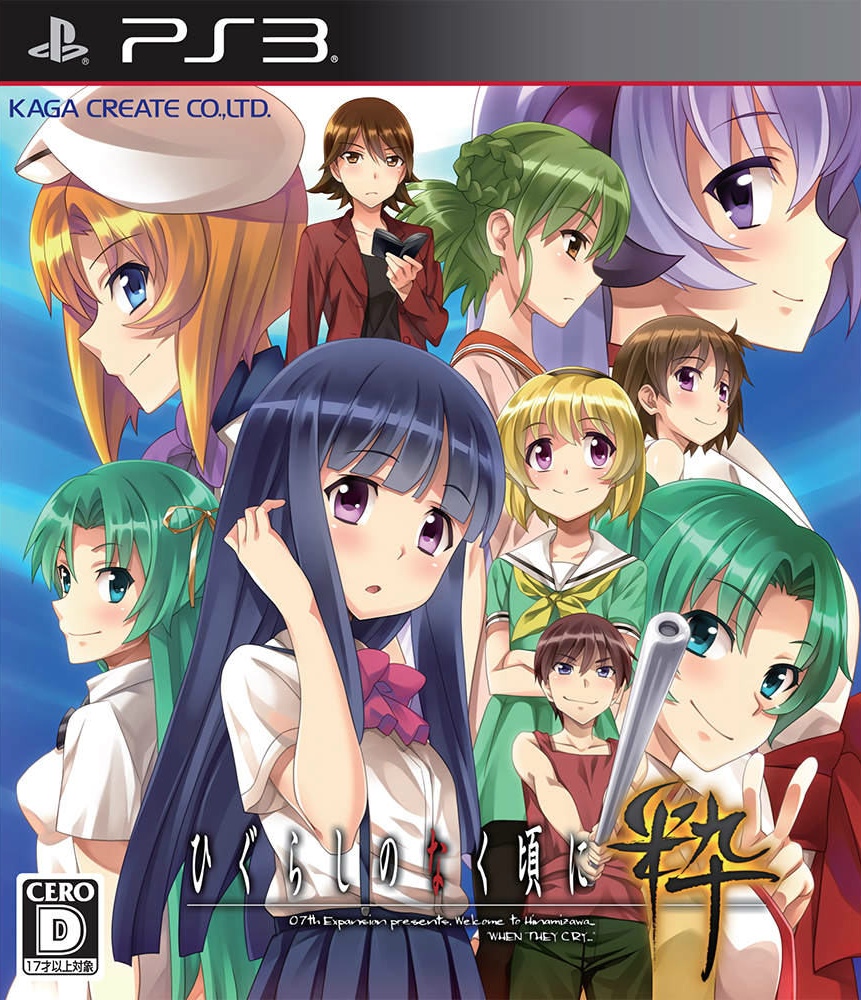 PS3
KAGA CREATE CO.,LTD.
ひぐらしのなく頃に
粋
07th Expansion presents. Welcome to Hinamizawa...
"WHEN THEY CRY..."
CERO
D
17才以上対象